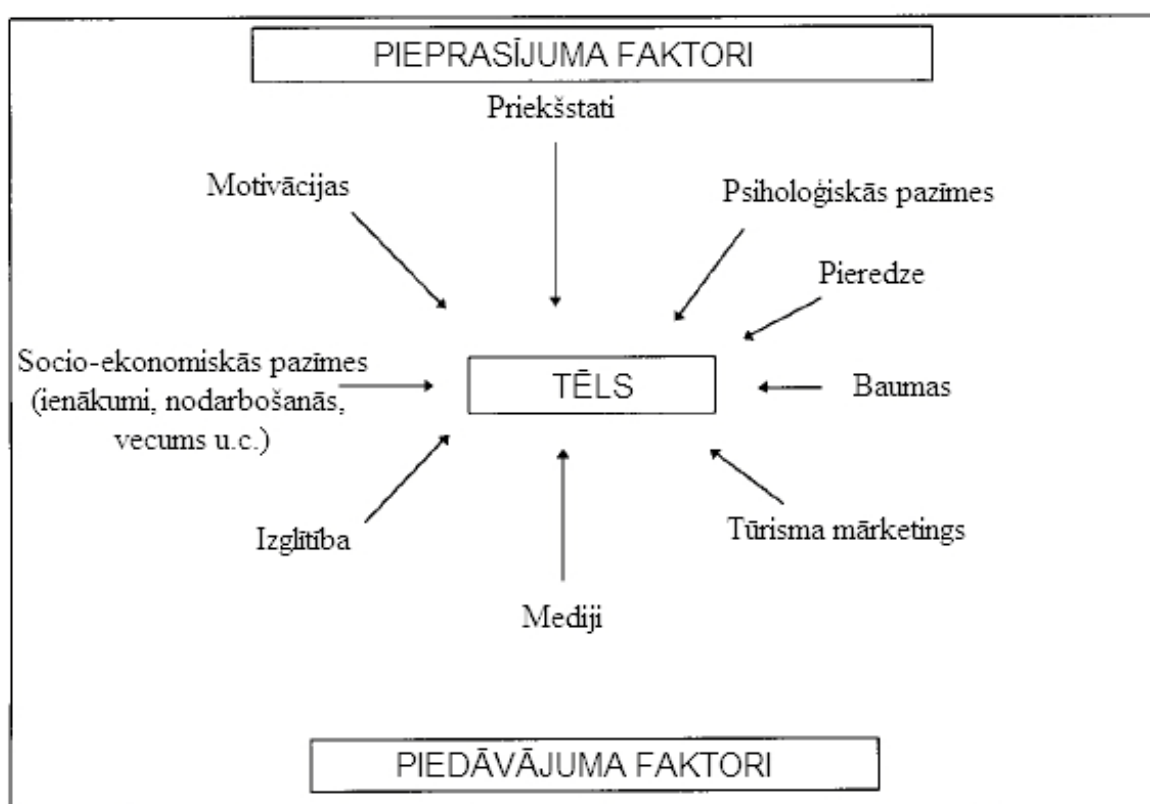 PIEPRASĪJUMA FAKTORI
Priekšstati
Motivācijas
Psiholoģiskās pazīmes
Pieredze
Socio-ekonomiskās pazīmes
(ienākumi, nodarbošanās,
vecums u.c.)
TĒLS
Baumas
Izglītība
Tūrisma mārketings
Mediji
PIEDĀVĀJUMA FAKTORI